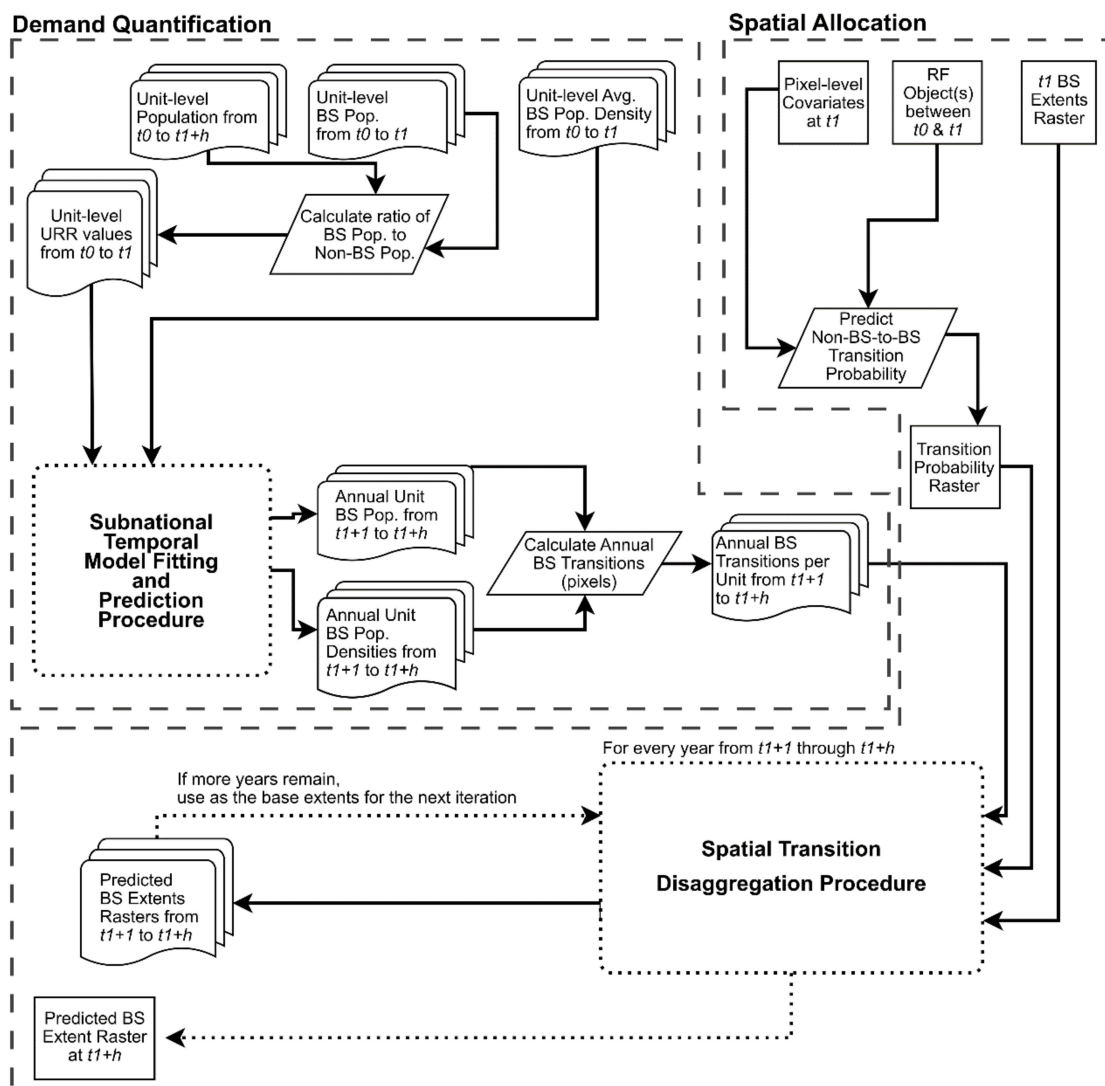 Demand Quantification
Spatial Allocation
Unit-level
Population from
t0 to t1+h
Unit-level
BS Pop.
from t0 to t1
Unit-level Avg.
BS Pop. Density
from t0 to t1
Pixel-level
Covariates
at t1
RF
Object(s)
between
t0 & t1
t1 BS
Extents
Raster
Unit-level
URR values
from t0 to t1
Calculate ratio of
BS Pop. to
Non-BS Pop.
Predict
Non-BS-to-BS
Transition
Probability
Transition
Probability
Raster
Subnational
Temporal
Model Fitting
and
Prediction
Procedure
Annual Unit
BS Pop. from
t1+1 to t1+h
Annual Unit
BS Pop.
Densities from
t1+1 to t1+h
Calculate Annual
BS Transitions
(pixels)
Annual BS
Transitions per
Unit from t1+1
to t1+h
For every year from t1+1 through t1+h
If more years remain,
use as the base extents for the next iteration
Spatial Transition
Disaggregation Procedure
Predicted
BS Extents
Rasters from
t1+1 to t1+h
Predicted BS
Extent Raster
at t1+h